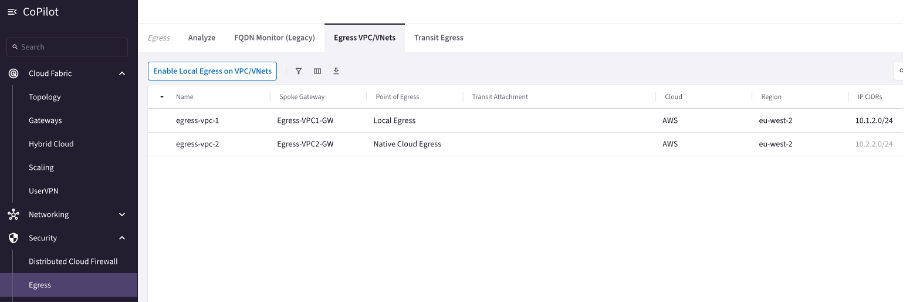 CoPilot
Search
Cloud Fabric
Topology
Gateways
Hybrid Cloud
Scaling
UserVPN
Networking
Security
Distributed Cloud Firewall
Egress
Egress Analyze FQDN Monitor (Legacy) Egress VPC/VNets Transit Egress
Enable Local Egress on VPC/VNets
Name Spoke Gateway Point of Egress Transit Attachment Cloud Region IP CIDRs
egress-vpc-1 Egress-VPC1-GW Local Egress AWS eu-west-2 10.1.2.0/24
egress-vpc-2 Egress-VPC2-GW Native Cloud Egress AWS eu-west-2 10.2.2.0/24